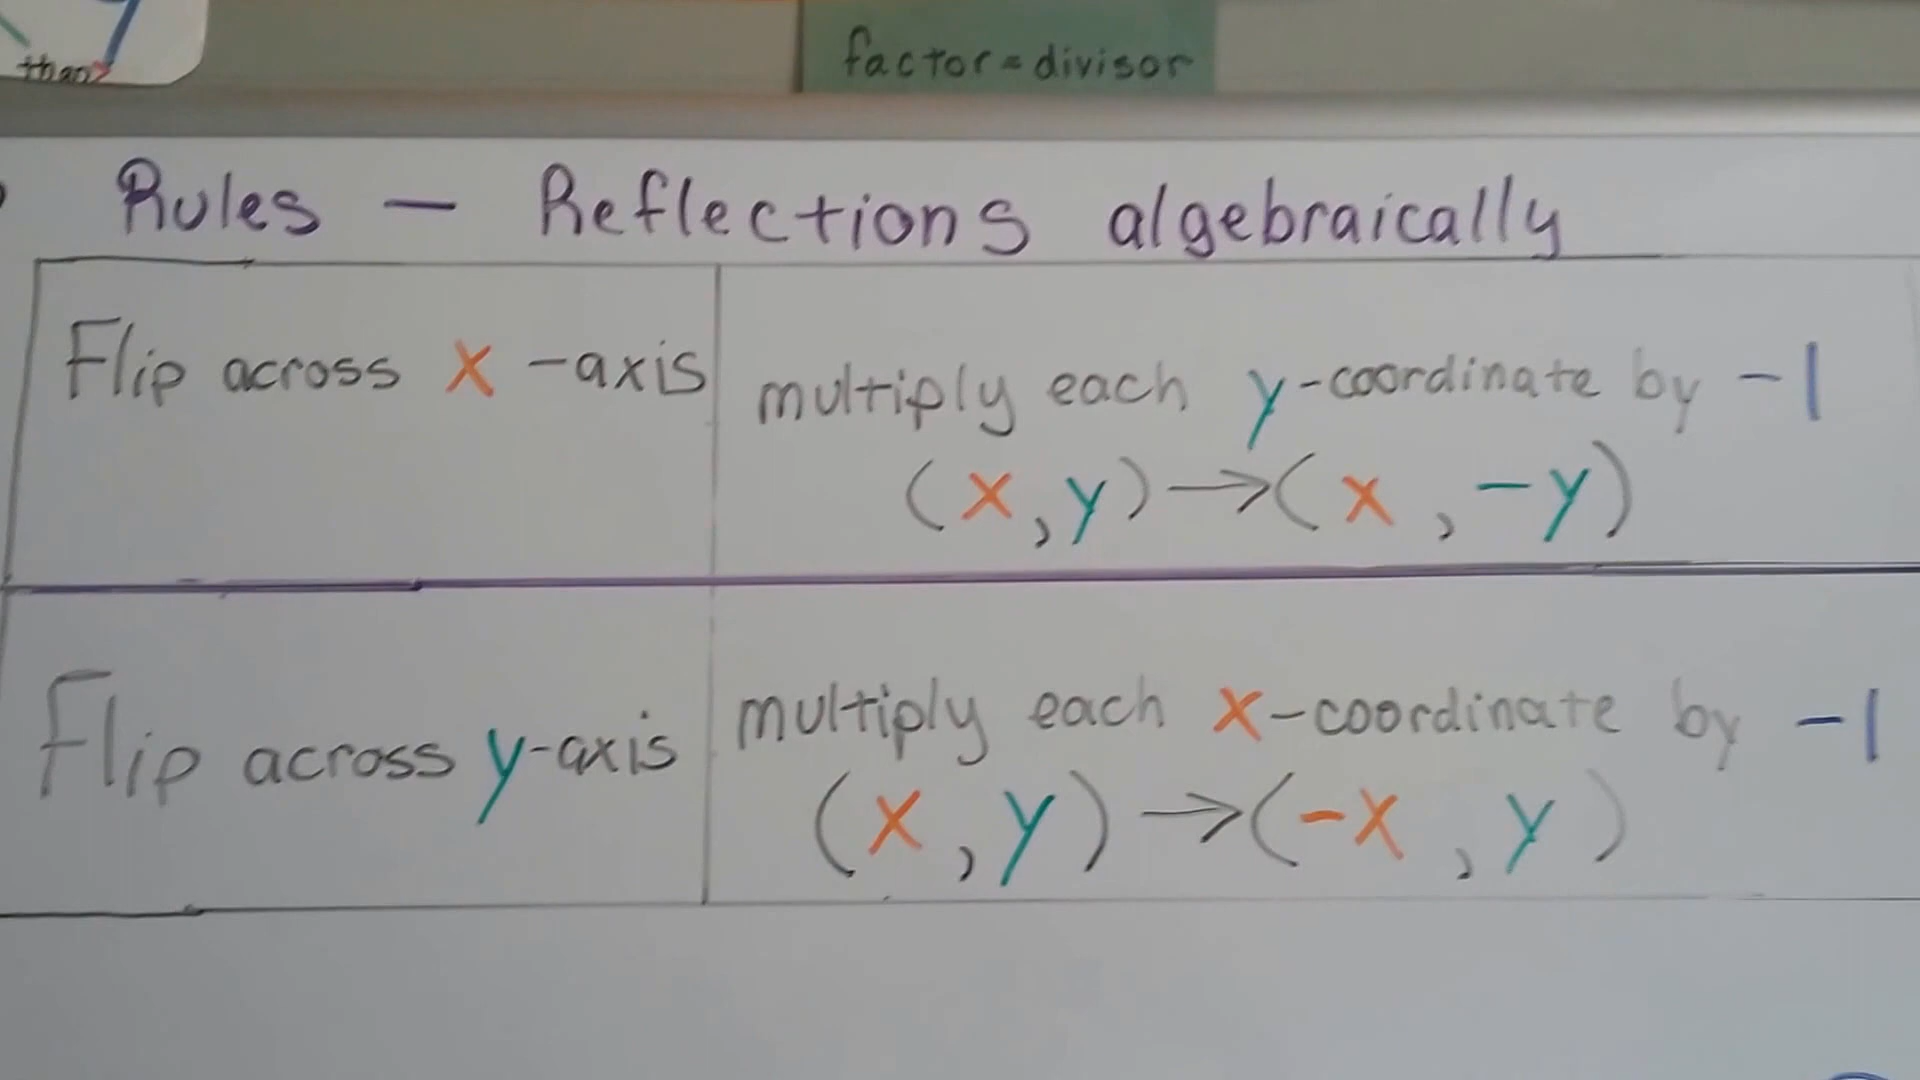 than
factor = divisor
Rules — Reflections algebraically
Flip across x-axis
multiply each y-coordinate by -1
(x, y) → (x, -y)
Flip across y-axis
multiply each x-coordinate by -1
(x, y) → (-x, y)